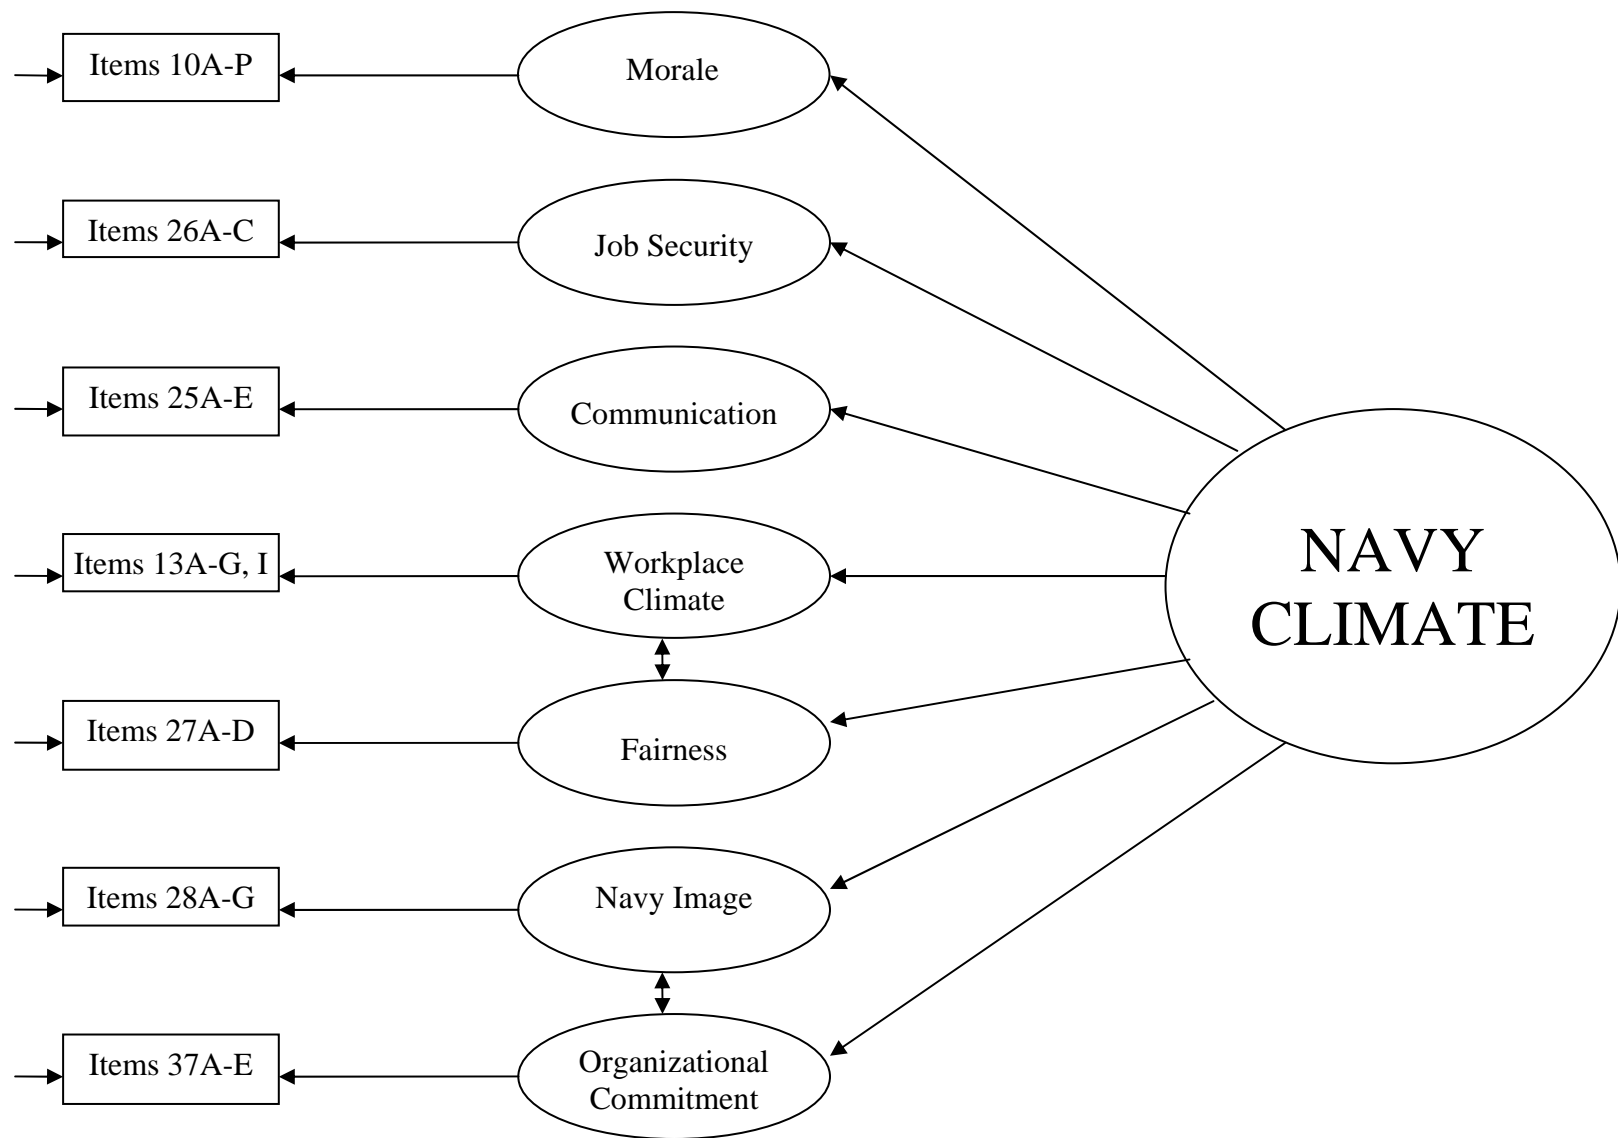 Items 10A-P
Morale
Items 26A-C
Job Security
Items 25A-E
Communication
Items 13A-G, I
Workplace
Climate
NAVY
CLIMATE
Items 27A-D
Fairness
Items 28A-G
Navy Image
Items 37A-E
Organizational
Commitment